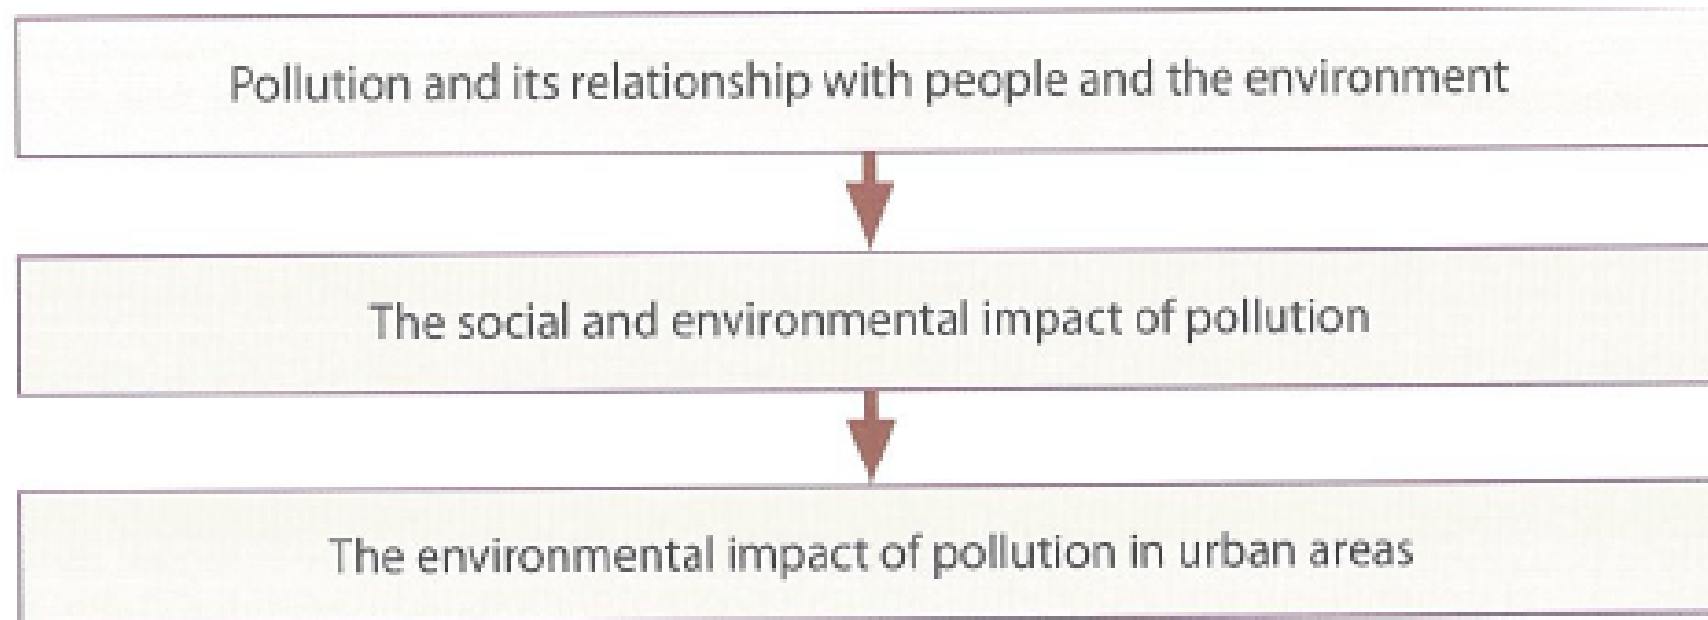 Pollution and its relationship with people and the environment
The social and environmental impact of pollution
The environmental impact of pollution in urban areas